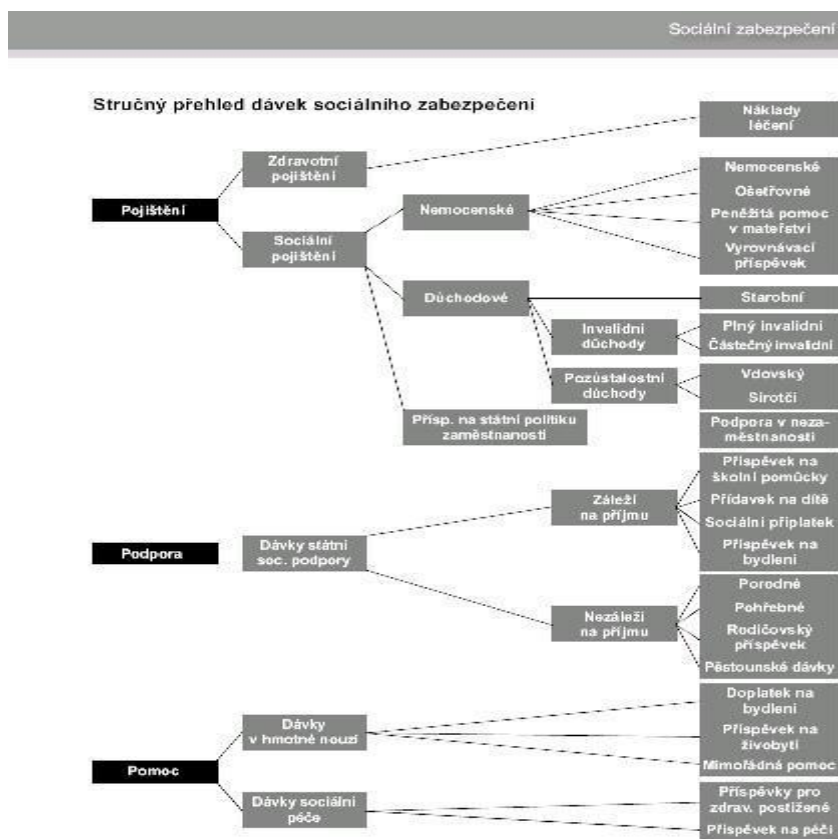 Sociální zabezpečení
Stručný přehled dávek sociálního zabezpečení
Náklady
léčení
Zdravotní
pojištění
Pojištění
Sociální
pojištění
Nemocenské
Nemocenské
Ošetřovné
Peněžitá pomoc
v mateřství
Vyrovnávací
příspěvek
Důchodové
Starobní
Invalidní
důchody
Plný invalidní
Částečný invalidní
Pozůstalostní
důchody
Vdovský
Sirotčí
Přísp. na státní politiku
zaměstnanosti
Podpora v neza-
městnanosti
Podpora
Dávky státní
soc. podpory
Záleží
na příjmu
Příspěvek na
školní pomůcky
Přídavek na dítě
Sociální příplatek
Příspěvek na
bydlení
Nezáleží
na příjmu
Porodné
Pohřebné
Rodičovský
příspěvek
Pěstounské dávky
Pomoc
Dávky
v hmotné nouzi
Doplatek na
bydlení
Příspěvek na
živobytí
Mimořádná pomoc
Dávky sociální
péče
Příspěvky pro
zdrav. postižené
Příspěvek na péči